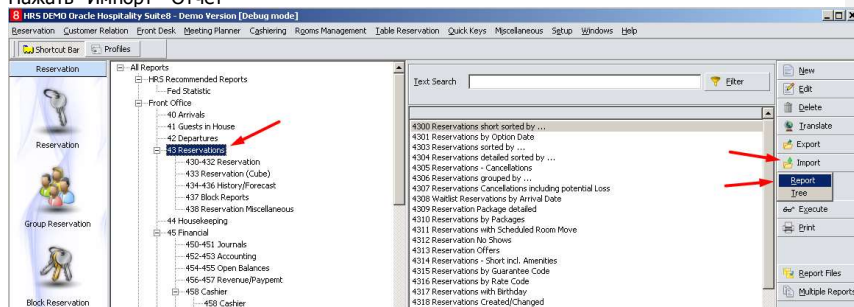 Нажать "Импорт" "Отчет"
HRS DEMO Oracle Hospitality Suite8 - Demo Version [Debug mode]
Reservation Customer Relation Front Desk Meeting Planner Cashiering Rooms Management Table Reservation Quick Keys Miscellaneous Setup Windows Help
Shortcut Bar Profiles
Reservation
Reservation
Group Reservation
Block Reservation
All Reports
HRS Recommended Reports
Fed Statistic
Front Office
40 Arrivals
41 Guests in House
42 Departures
43 Reservations
430-432 Reservation
433 Reservation (Cube)
434-436 History/Forecast
437 Block Reports
438 Reservation Miscellaneous
44 Housekeeping
45 Financial
450-451 Journals
452-453 Accounting
454-455 Open Balances
456-457 Revenue/Paypemt
458 Cashier
458 Cashier
Text Search
Filter
4300 Reservations short sorted by ...
4301 Reservations by Option Date
4303 Reservations sorted by ...
4304 Reservations detailed sorted by ...
4305 Reservations - Cancellations
4306 Reservations grouped by ...
4307 Reservations Cancellations including potential Loss
4308 Waitlist Reservations by Arrival Date
4309 Reservation Package detailed
4310 Reservations by Packages
4311 Reservations with Scheduled Room Move
4312 Reservation No Shows
4313 Reservation Offers
4314 Reservations - Short incl. Amenities
4315 Reservations by Guarantee Code
4316 Reservations by Rate Code
4317 Reservations with Birthday
4318 Reservations Created/Changed
New
Edit
Delete
Translate
Export
Import
Report
Tree
Execute
Print
Report Files
Multiple Reports